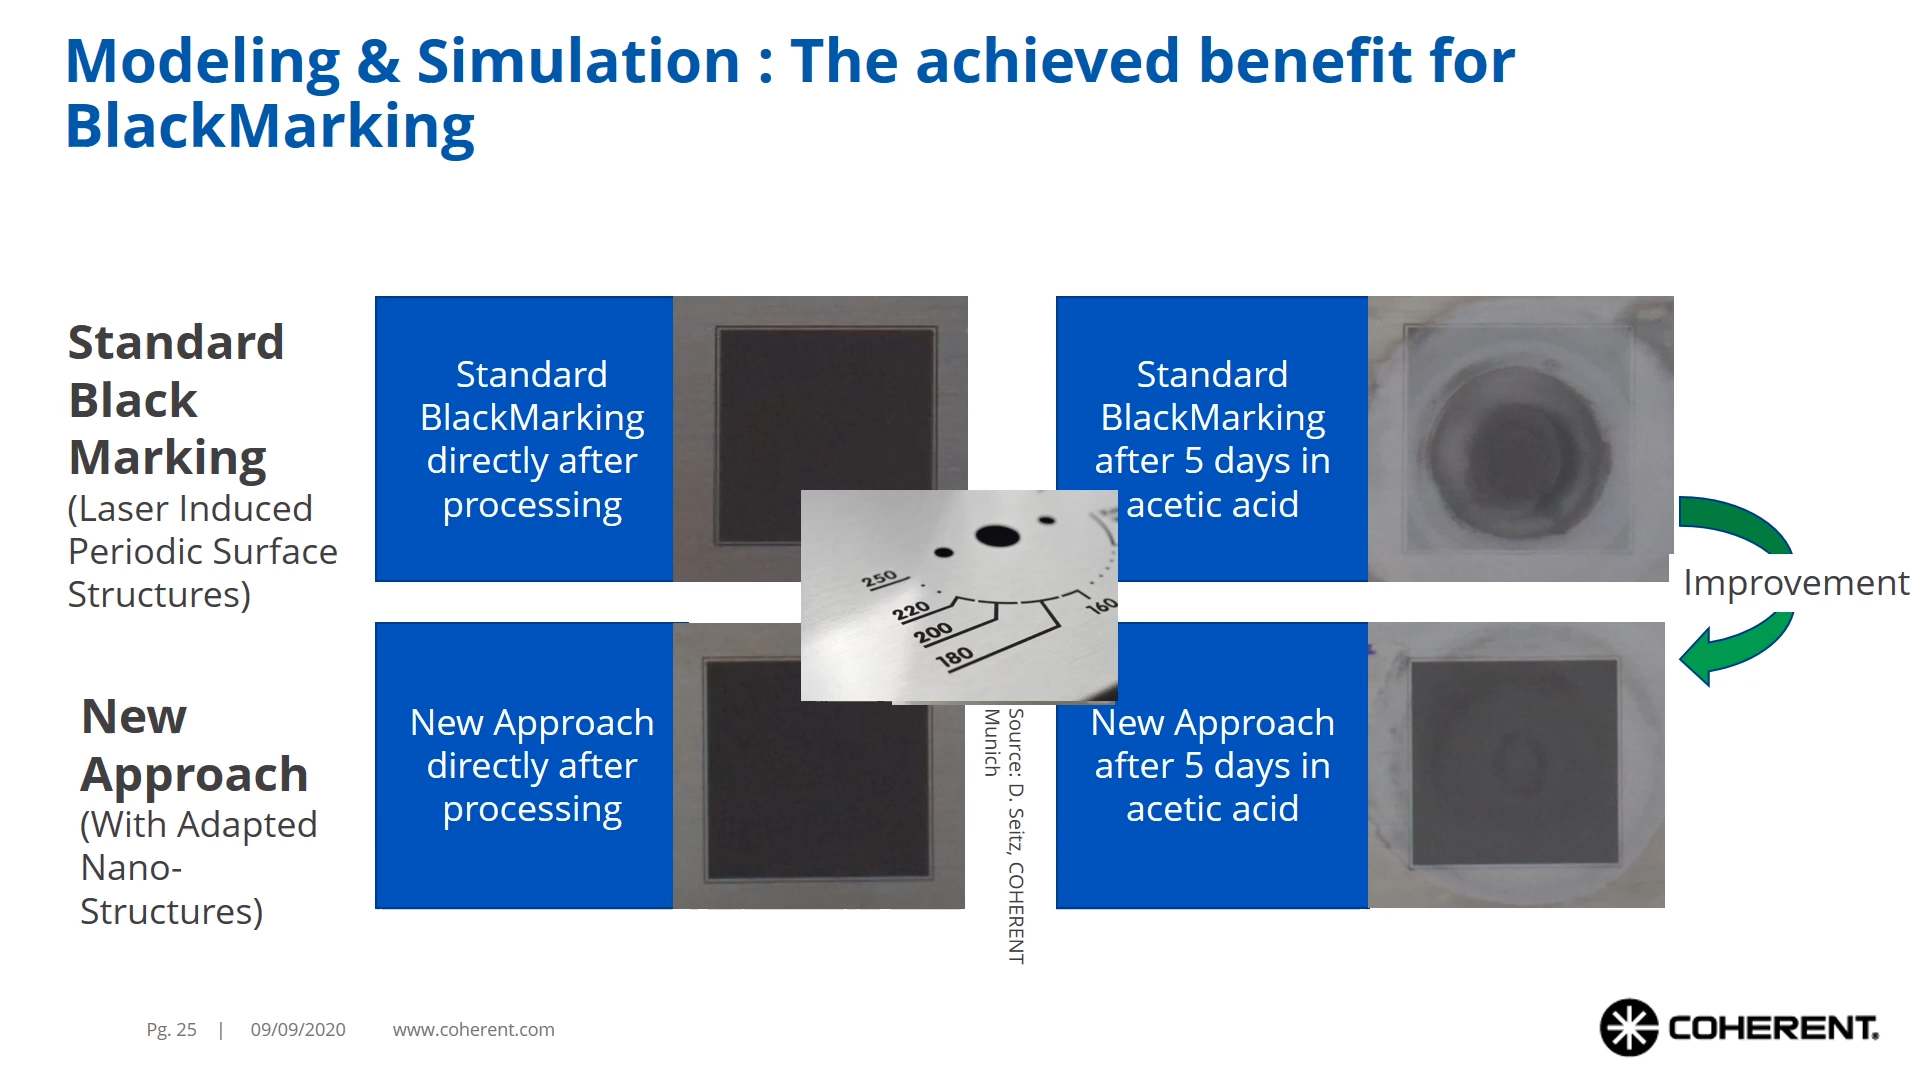 Modeling & Simulation : The achieved benefit for
BlackMarking
Standard
Black
Marking
(Laser Induced
Periodic Surface
Structures)
Standard
BlackMarking
directly after
processing
Standard
BlackMarking
after 5 days in
acetic acid
250
220
200
180
160
Improvement
New
Approach
(With Adapted
Nano-
Structures)
New Approach
directly after
processing
Source: D. Seitz, COHERENT
Munich
New Approach
after 5 days in
acetic acid
Pg. 25 | 09/09/2020 www.coherent.com
COHERENT®